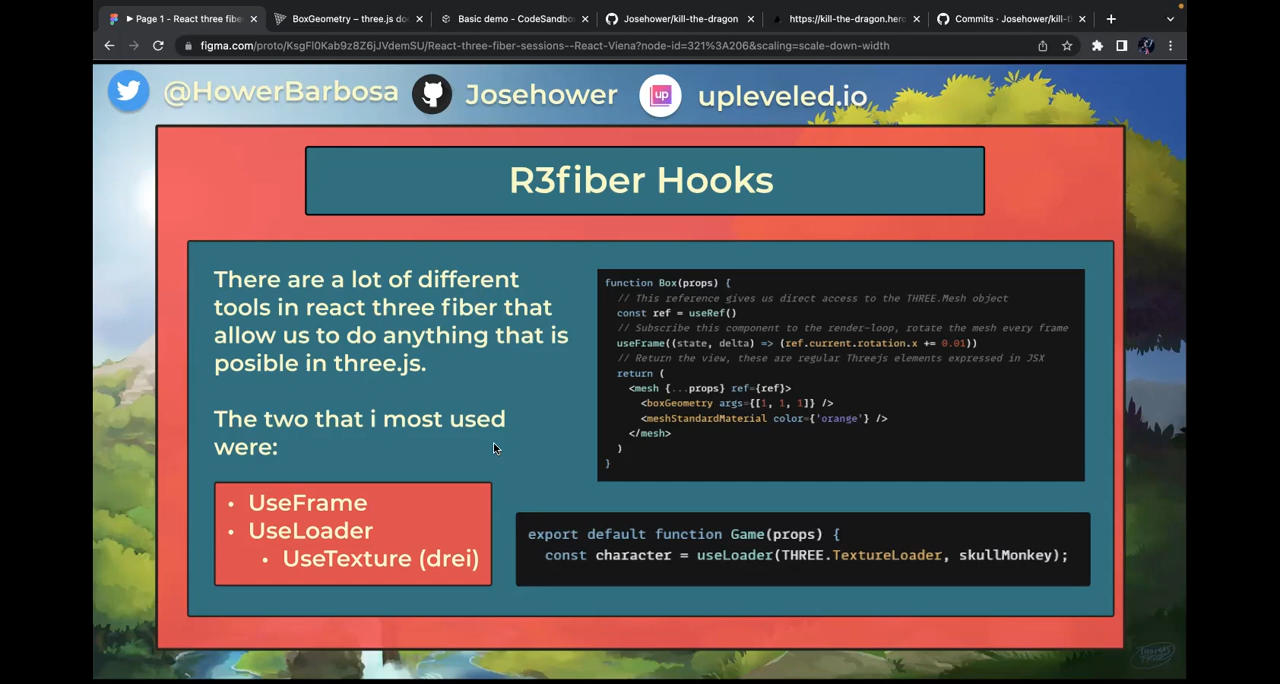 Page 1 - React three fibe
BoxGeometry – three.js do
Basic demo - CodeSandbo
Josehower/kill-the-dragon
https://kill-the-dragon.her
Commits · Josehower/kill-t
figma.com/proto/KsgFl0Kab9z8Z6jJVdemSU/React-three-fiber-sessions--React-Viena?node-id=321%3A206&scaling=scale-down-width
@HowerBarbosa
Josehower
up
upleveled.io
R3fiber Hooks
There are a lot of different
tools in react three fiber that
allow us to do anything that is
posible in three.js.
The two that i most used
were:
• UseFrame
• UseLoader
• UseTexture (drei)
function Box(props) {
// This reference gives us direct access to the THREE.Mesh object
const ref = useRef()
// Subscribe this component to the render-loop, rotate the mesh every frame
useFrame((state, delta) => (ref.current.rotation.x += 0.01))
// Return the view, these are regular Threejs elements expressed in JSX
return (
<mesh {...props} ref={ref}>
<boxGeometry args={[1, 1, 1]} />
<meshStandardMaterial color={'orange'} />
</mesh>
)
}
export default function Game(props) {
const character = useLoader(THREE.TextureLoader, skullMonkey);